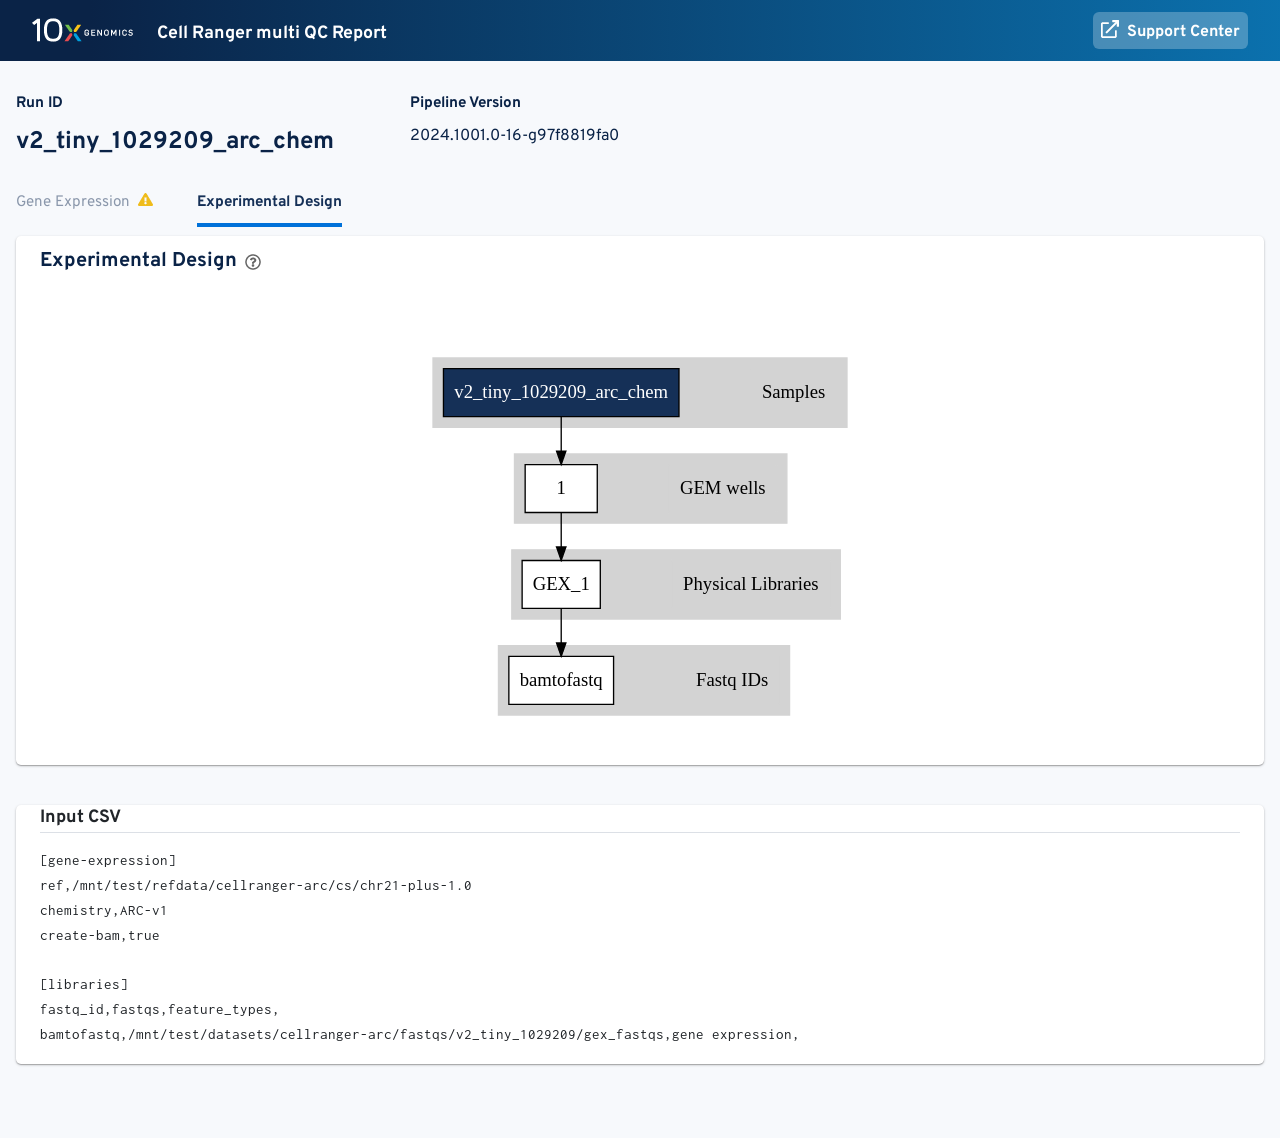 10x GENOMICS Cell Ranger multi QC Report Support Center
Run ID Pipeline Version
v2_tiny_1029209_arc_chem 2024.1001.0-16-g97f8819fa0
Gene Expression Experimental Design
Experimental Design ?
v2_tiny_1029209_arc_chem Samples
1 GEM wells
GEX_1 Physical Libraries
bamtofastq Fastq IDs
Input CSV
[gene-expression]
ref,/mnt/test/refdata/cellranger-arc/cs/chr21-plus-1.0
chemistry,ARC-v1
create-bam,true
[libraries]
fastq_id,fastqs,feature_types,
bamtofastq,/mnt/test/datasets/cellranger-arc/fastqs/v2_tiny_1029209/gex_fastqs,gene expression,